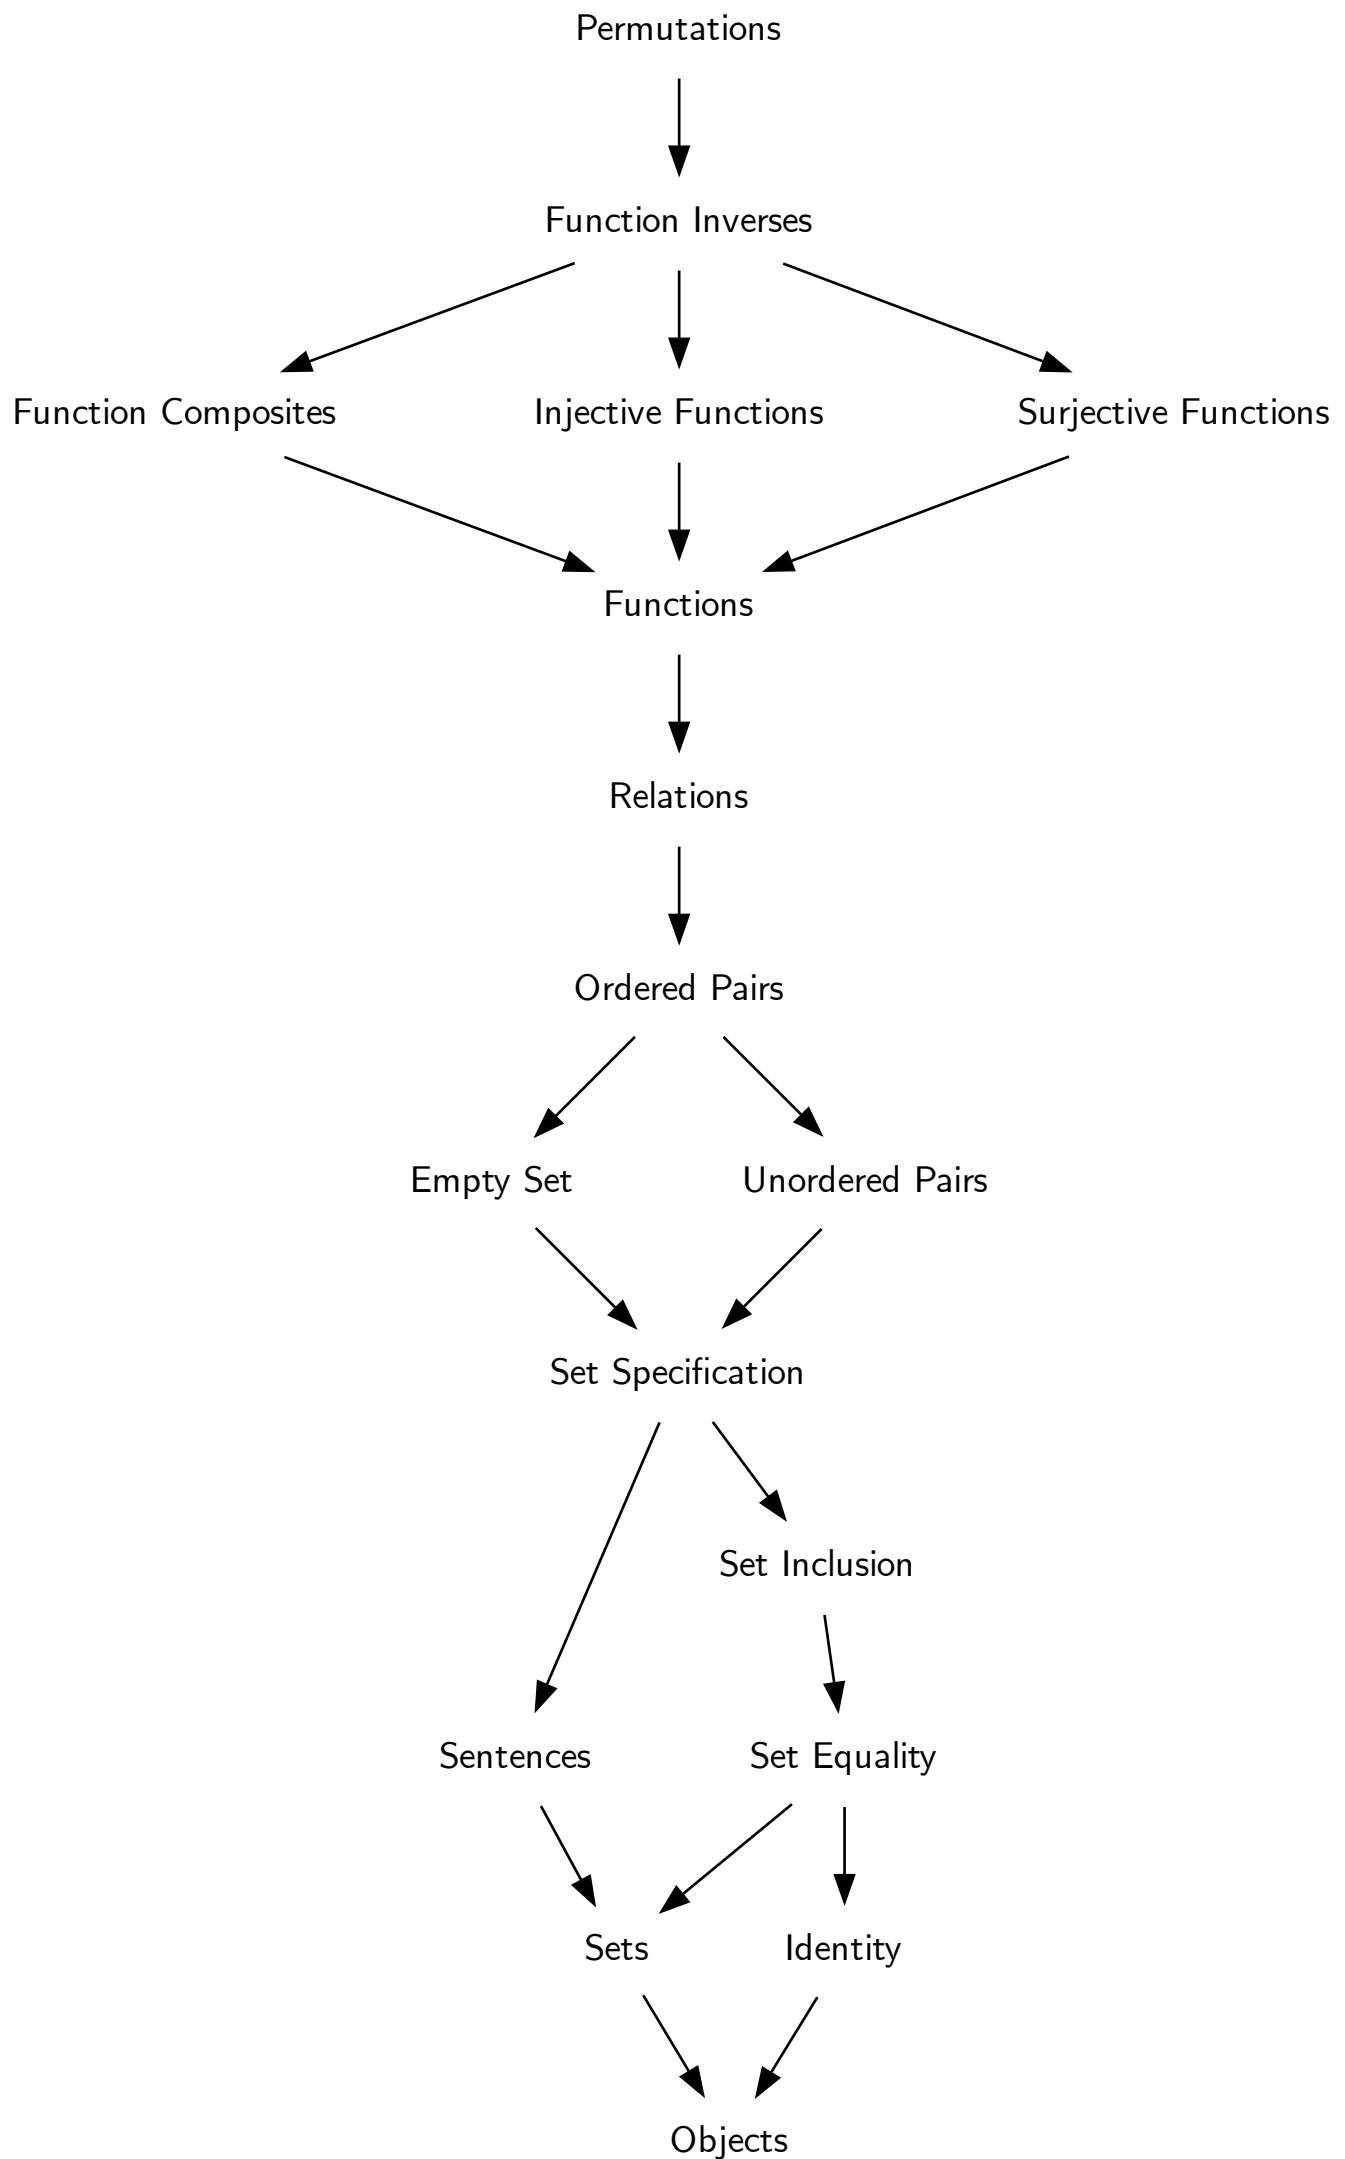 Permutations
Function Inverses
Function Composites
Injective Functions
Surjective Functions
Functions
Relations
Ordered Pairs
Empty Set
Unordered Pairs
Set Specification
Set Inclusion
Sentences
Set Equality
Sets
Identity
Objects